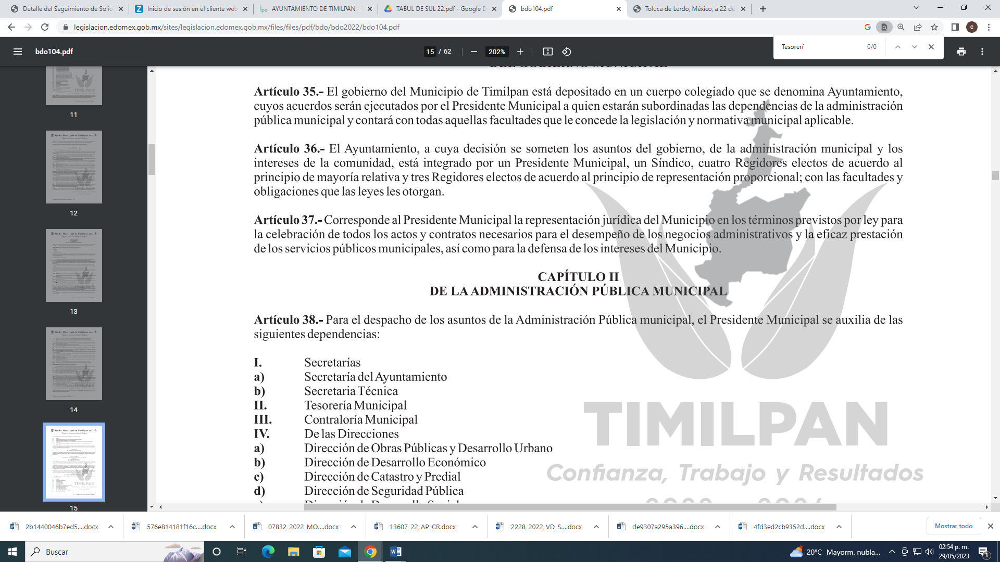 Detalle del Seguimiento de Solici
Inicio de sesión en el cliente web
AYUNTAMIENTO DE TIMILPAN -
TABUL DE SUL 22.pdf - Google D
bdo104.pdf
Toluca de Lerdo, México, a 22 de
legislacion.edomex.gob.mx/sites/legislacion.edomex.gob.mx/files/files/pdf/bdo/bdo2022/bdo104.pdf
e
bdo104.pdf
15 / 62
202%
Tesorerí 0/0
11
12
13
14
15
Artículo 35.- El gobierno del Municipio de Timilpan está depositado en un cuerpo colegiado que se denomina Ayuntamiento,
cuyos acuerdos serán ejecutados por el Presidente Municipal a quien estarán subordinadas las dependencias de la administración
pública municipal y contará con todas aquellas facultades que le concede la legislación y normativa municipal aplicable.
Artículo 36.- El Ayuntamiento, a cuya decisión se someten los asuntos del gobierno, de la administración municipal y los
intereses de la comunidad, está integrado por un Presidente Municipal, un Síndico, cuatro Regidores electos de acuerdo al
principio de mayoría relativa y tres Regidores electos de acuerdo al principio de representación proporcional; con las facultades y
obligaciones que las leyes les otorgan.
Artículo 37.- Corresponde al Presidente Municipal la representación jurídica del Municipio en los términos previstos por ley para
la celebración de todos los actos y contratos necesarios para el desempeño de los negocios administrativos y la eficaz prestación
de los servicios públicos municipales, así como para la defensa de los intereses del Municipio.
CAPÍTULO II
DE LA ADMINISTRACIÓN PÚBLICA MUNICIPAL
Artículo 38.- Para el despacho de los asuntos de la Administración Pública municipal, el Presidente Municipal se auxilia de las
siguientes dependencias:
I. Secretarías
a) Secretaría del Ayuntamiento
b) Secretaria Técnica
II. Tesorería Municipal
III. Contraloría Municipal
IV. De las Direcciones
a) Dirección de Obras Públicas y Desarrollo Urbano
b) Dirección de Desarrollo Económico
c) Dirección de Catastro y Predial
d) Dirección de Seguridad Pública
TIMILPAN
Confianza, Trabajo y Resultados
2b1440046b7ed5....docx
576e814181f16c....docx
07832_2022_MO....docx
13607_22_AP_CR.docx
2228_2022_VD_S....docx
de9307a295a396....docx
4fd3ed2cb9352d....docx
Mostrar todo
Buscar
20°C Mayorm. nubla...
02:54 p. m.
29/05/2023
1